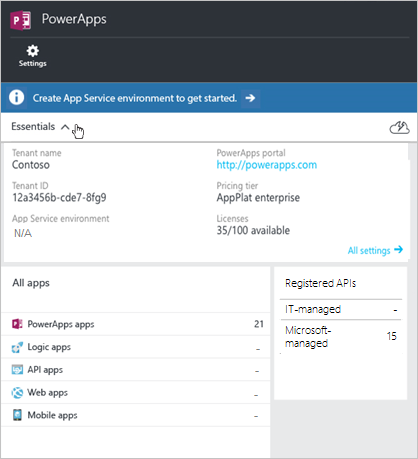 PowerApps
Settings
Create App Service environment to get started.
Essentials
Tenant name
Contoso
PowerApps portal
http://powerapps.com
Tenant ID
12a3456b-cde7-8fg9
Pricing tier
AppPlat enterprise
App Service environment
N/A
Licenses
35/100 available
All settings
All apps
PowerApps apps 21
Logic apps -
API apps -
Web apps -
Mobile apps -
Registered APIs
IT-managed -
Microsoft-
managed 15